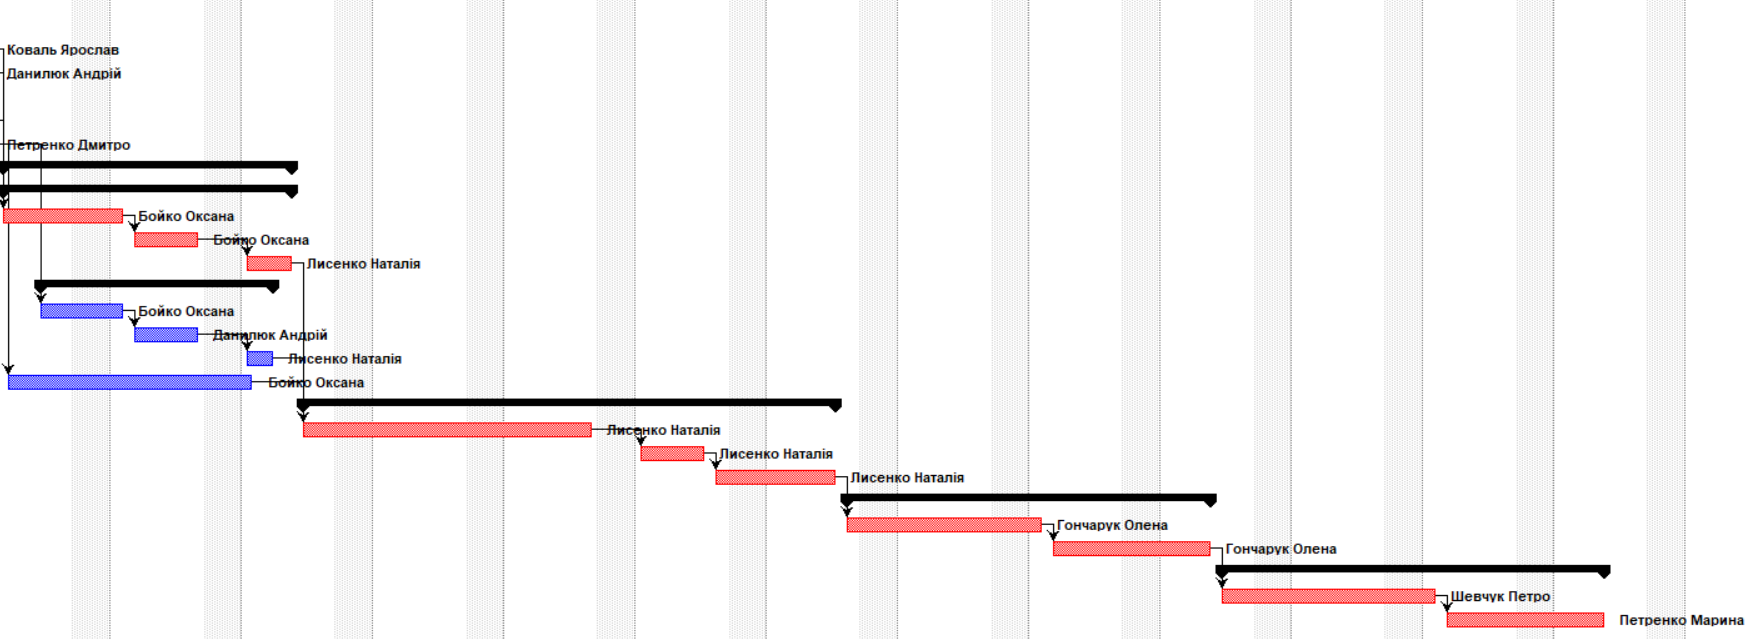 Коваль Ярослав
Данилюк Андрій
Петренко Дмитро
Бойко Оксана
Бойко Оксана
Лисенко Наталія
Бойко Оксана
Данилюк Андрій
Лисенко Наталія
Бойко Оксана
Лисенко Наталія
Лисенко Наталія
Лисенко Наталія
Гончарук Олена
Гончарук Олена
Шевчук Петро
Петренко Марина